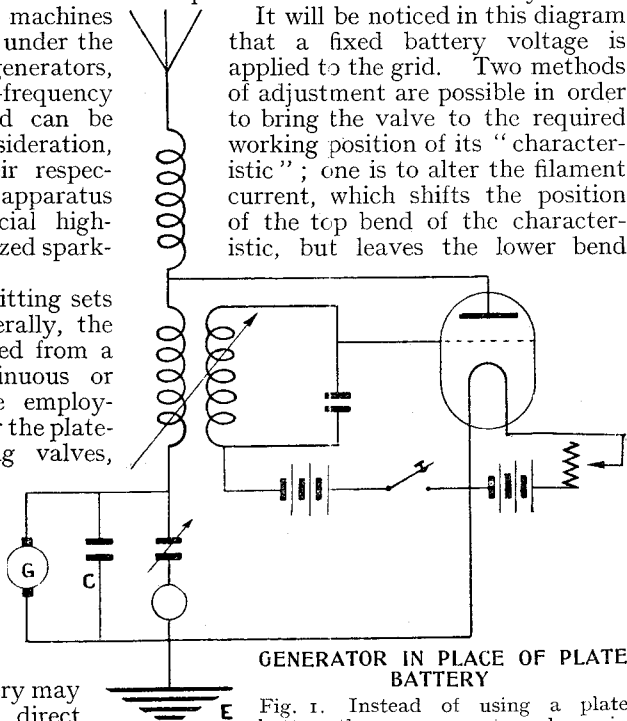 machines
under the
generators,
-frequency
d can be
sideration,
ir respec-
apparatus
cial high-
zed spark-
itting sets
erally, the
ed from a
inuous or
e employ-
r the plate-
g valves,
ry may
direct
It will be noticed in this diagram
that a fixed battery voltage is
applied to the grid. Two methods
of adjustment are possible in order
to bring the valve to the required
working position of its “ character-
istic ” ; one is to alter the filament
current, which shifts the position
of the top bend of the character-
istic, but leaves the lower bend
G
C
E
GENERATOR IN PLACE OF PLATE
BATTERY
Fig. 1. Instead of using a plate